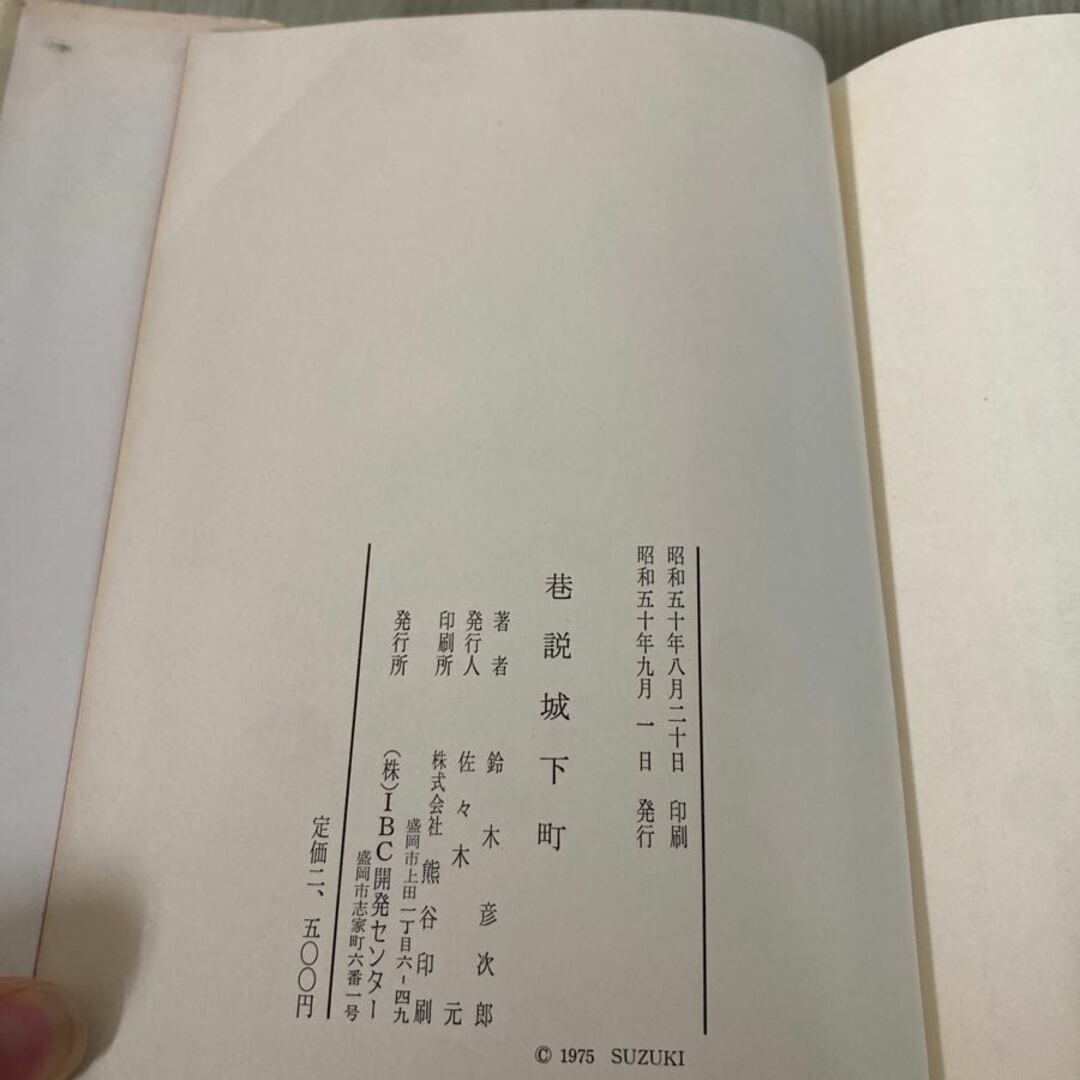 昭和五十年八月二十日 印刷
昭和五十年九月一日 発行
巷説城下町
著者 鈴木彦次郎
発行人 佐々木元
印刷所 株式会社 熊谷印刷
盛岡市上田一丁目六−四九
発行所 (株)IBC開発センター
盛岡市志家町六番一号
定価二、五〇〇円
© 1975 SUZUKI